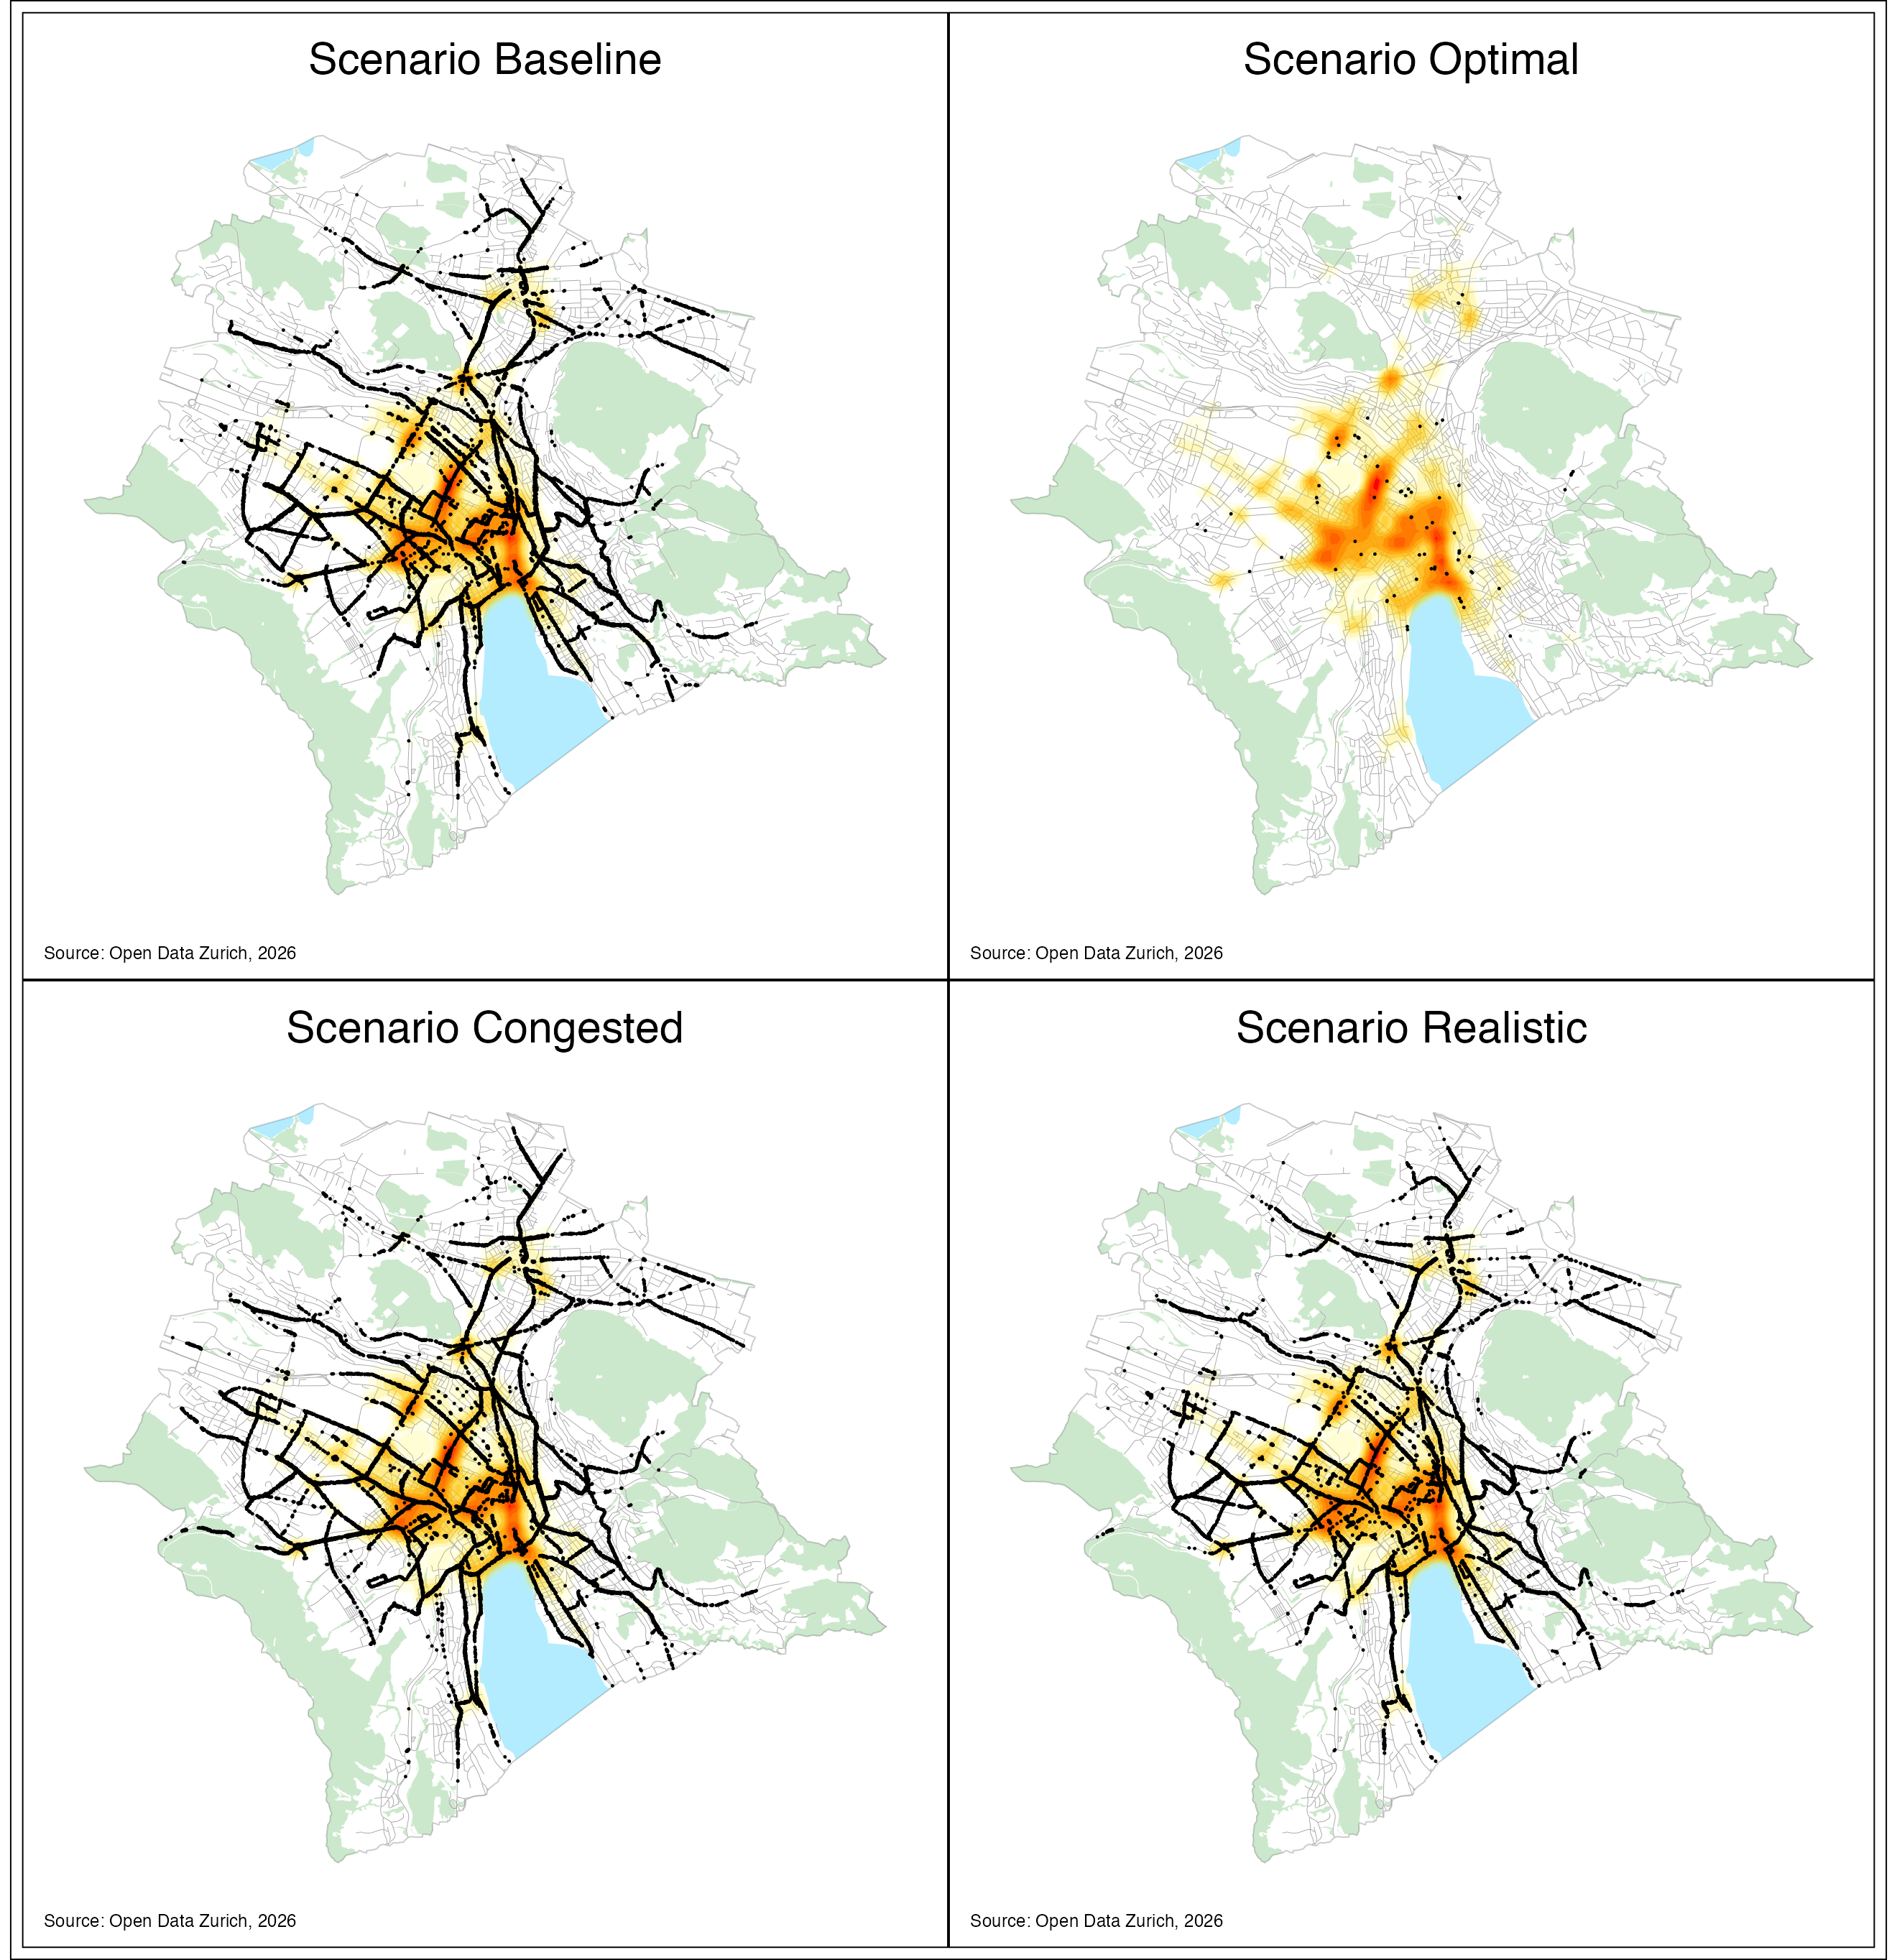 Scenario Baseline
Scenario Optimal
Source: Open Data Zurich, 2026
Source: Open Data Zurich, 2026
Scenario Congested
Scenario Realistic
Source: Open Data Zurich, 2026
Source: Open Data Zurich, 2026